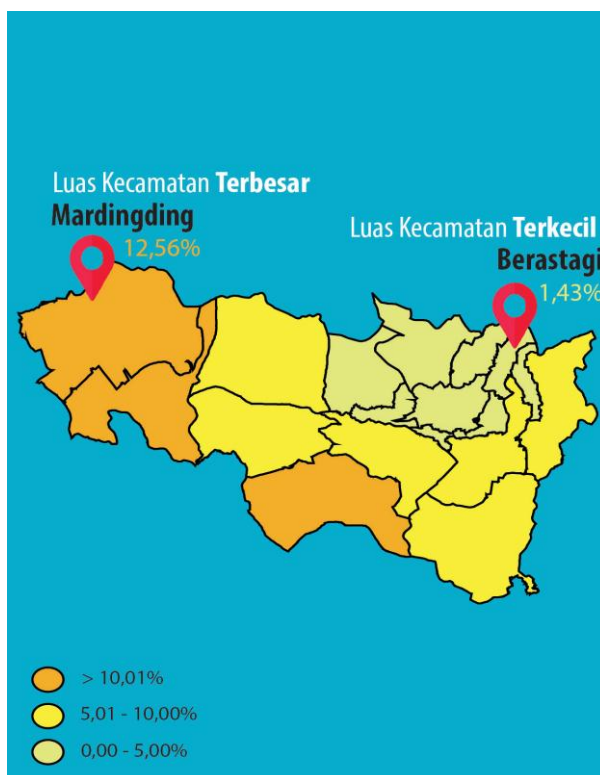 Luas Kecamatan Terbesar
Mardingding
12,56%
Luas Kecamatan Terkecil
Berastagi
1,43%
> 10,01%
5,01 - 10,00%
0,00 - 5,00%